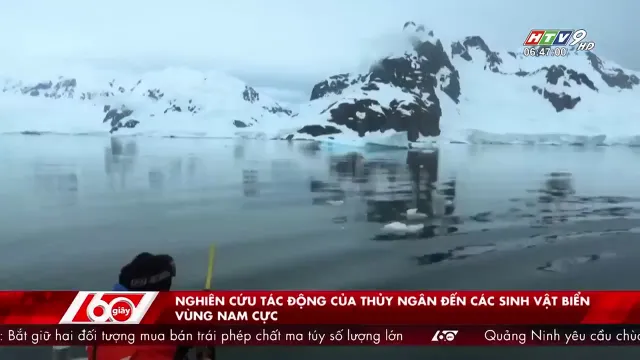 HTV9 HD
06:47:00
60 giây
NGHIÊN CỨU TÁC ĐỘNG CỦA THỦY NGÂN ĐẾN CÁC SINH VẬT BIỂN
VÙNG NAM CỰC
: Bắt giữ hai đối tượng mua bán trái phép chất ma túy số lượng lớn 60 Quảng Ninh yêu cầu chủ